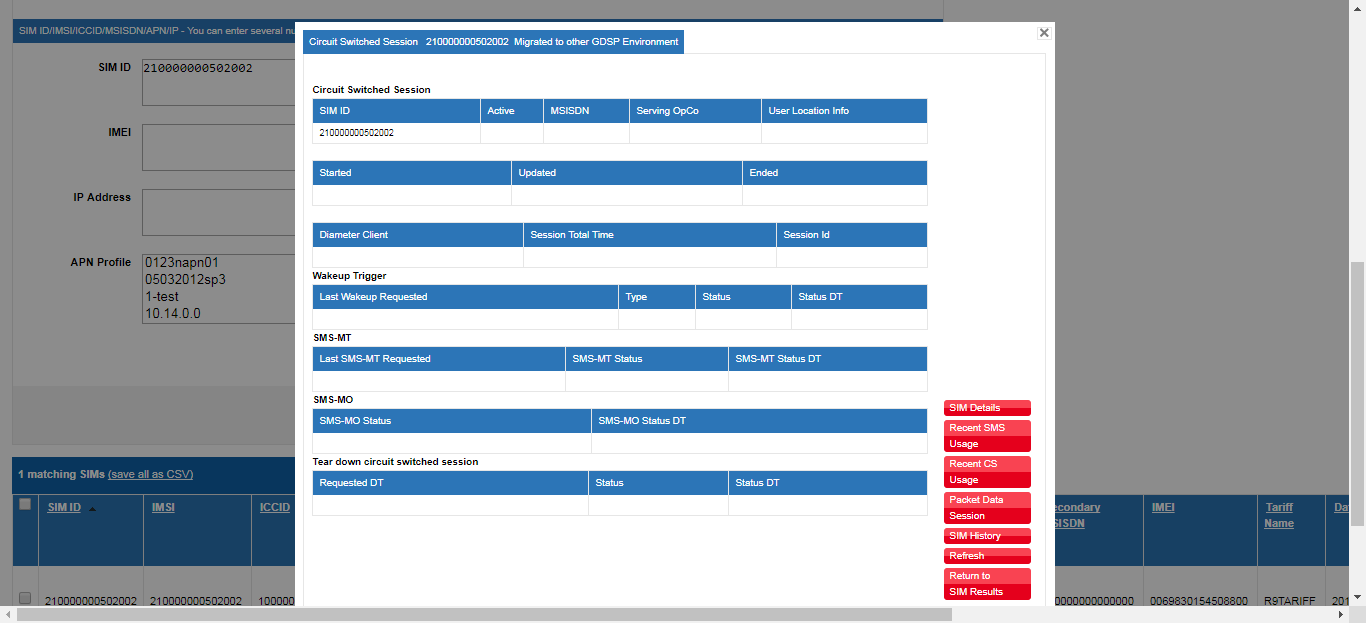 SIM ID/IMSI/ICCID/MSISDN/APN/IP - You can enter several nu
SIM ID
210000000502002
IMEI
IP Address
APN Profile
0123napn01
05032012sp3
1-test
10.14.0.0
1 matching SIMs (save all as CSV)
SIM ID IMSI ICCID
210000000502002 210000000502002 100000
Circuit Switched Session 210000000502002 Migrated to other GDSP Environment
Circuit Switched Session
SIM ID Active MSISDN Serving OpCo User Location Info
210000000502002
Started Updated Ended
Diameter Client Session Total Time Session Id
Wakeup Trigger
Last Wakeup Requested Type Status Status DT
SMS-MT
Last SMS-MT Requested SMS-MT Status SMS-MT Status DT
SMS-MO
SMS-MO Status SMS-MO Status DT
Tear down circuit switched session
Requested DT Status Status DT
SIM Details
Recent SMS
Usage
Recent CS
Usage
Packet Data
Session
SIM History
Refresh
Return to
SIM Results
econdary IMEI Tariff Da
SISDN Name
0000000000000 0069830154508800 R9TARIFF 201